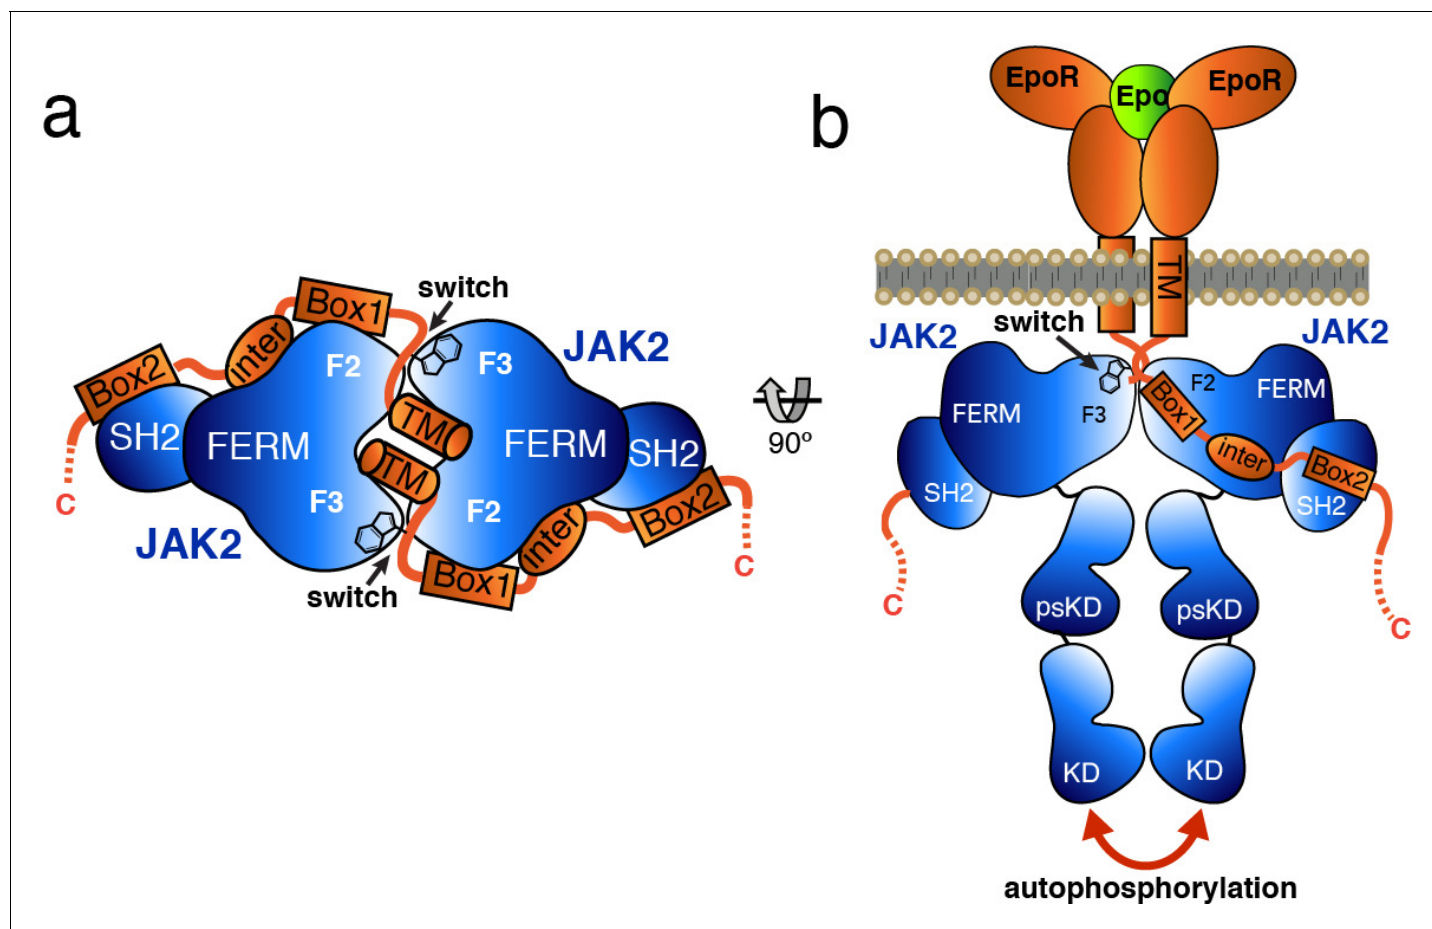 a
switch
Box1
inter
Box2
F2
F3
JAK2
SH2
FERM
TM
FERM
SH2
TM
C
F3
F2
Box2
inter
JAK2
Box1
switch
C
90º
b
EpoR
Epo
EpoR
TM
JAK2
switch
JAK2
FERM
F3
F2
FERM
Box1
inter
Box2
SH2
SH2
C
psKD
psKD
C
KD
KD
autophosphorylation